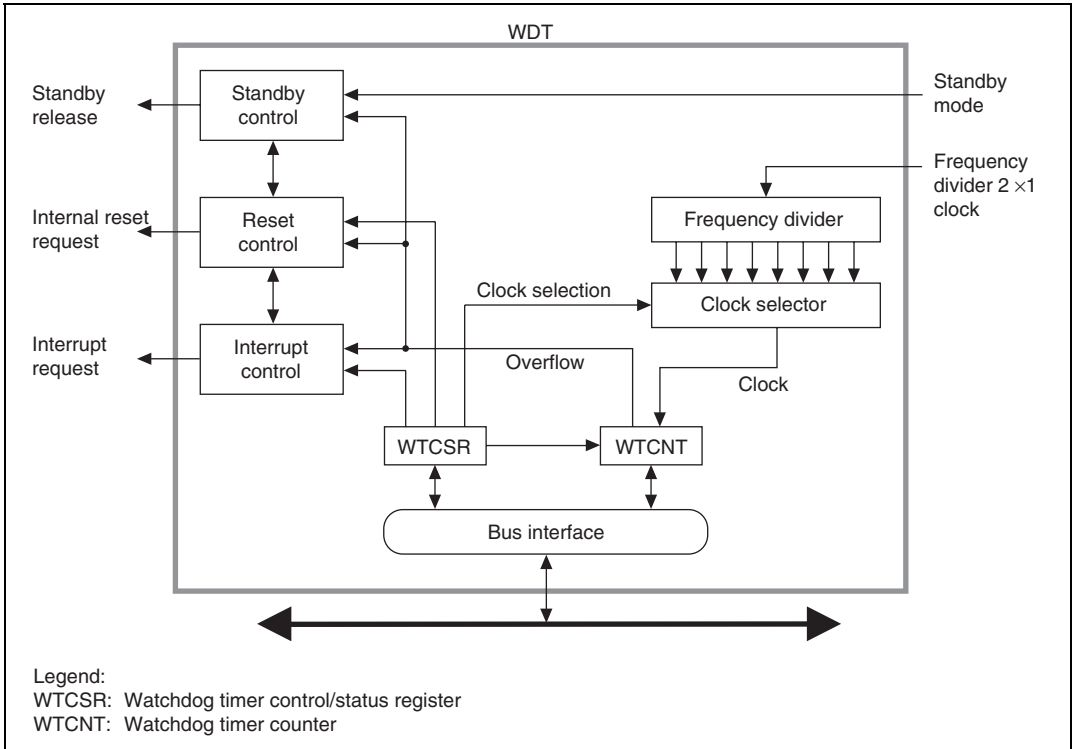 WDT
Standby
release
Standby
control
Standby
mode
Frequency
divider 2 ×1
clock
Internal reset
request
Reset
control
Frequency divider
Clock selection
Clock selector
Interrupt
request
Interrupt
control
Overflow
Clock
WTCSR
WTCNT
Bus interface
Legend:
WTCSR: Watchdog timer control/status register
WTCNT: Watchdog timer counter